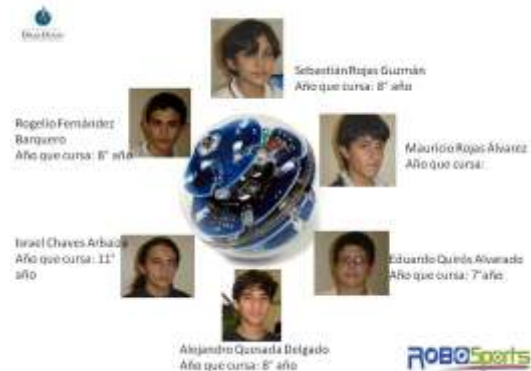 Sebastián Rojas Guzmán
Año que cursa: 8° año
Rogelio Fernández
Barquero
Año que cursa: 8° año
Mauricio Rojas Álvarez
Año que cursa:
Israel Chaves
Año que cursa: 11°
año
Eduardo Quirós Alvarado
Año que cursa: 7° año
Alejandro Quesada Delgado
Año que cursa: 8° año
ROBOSports